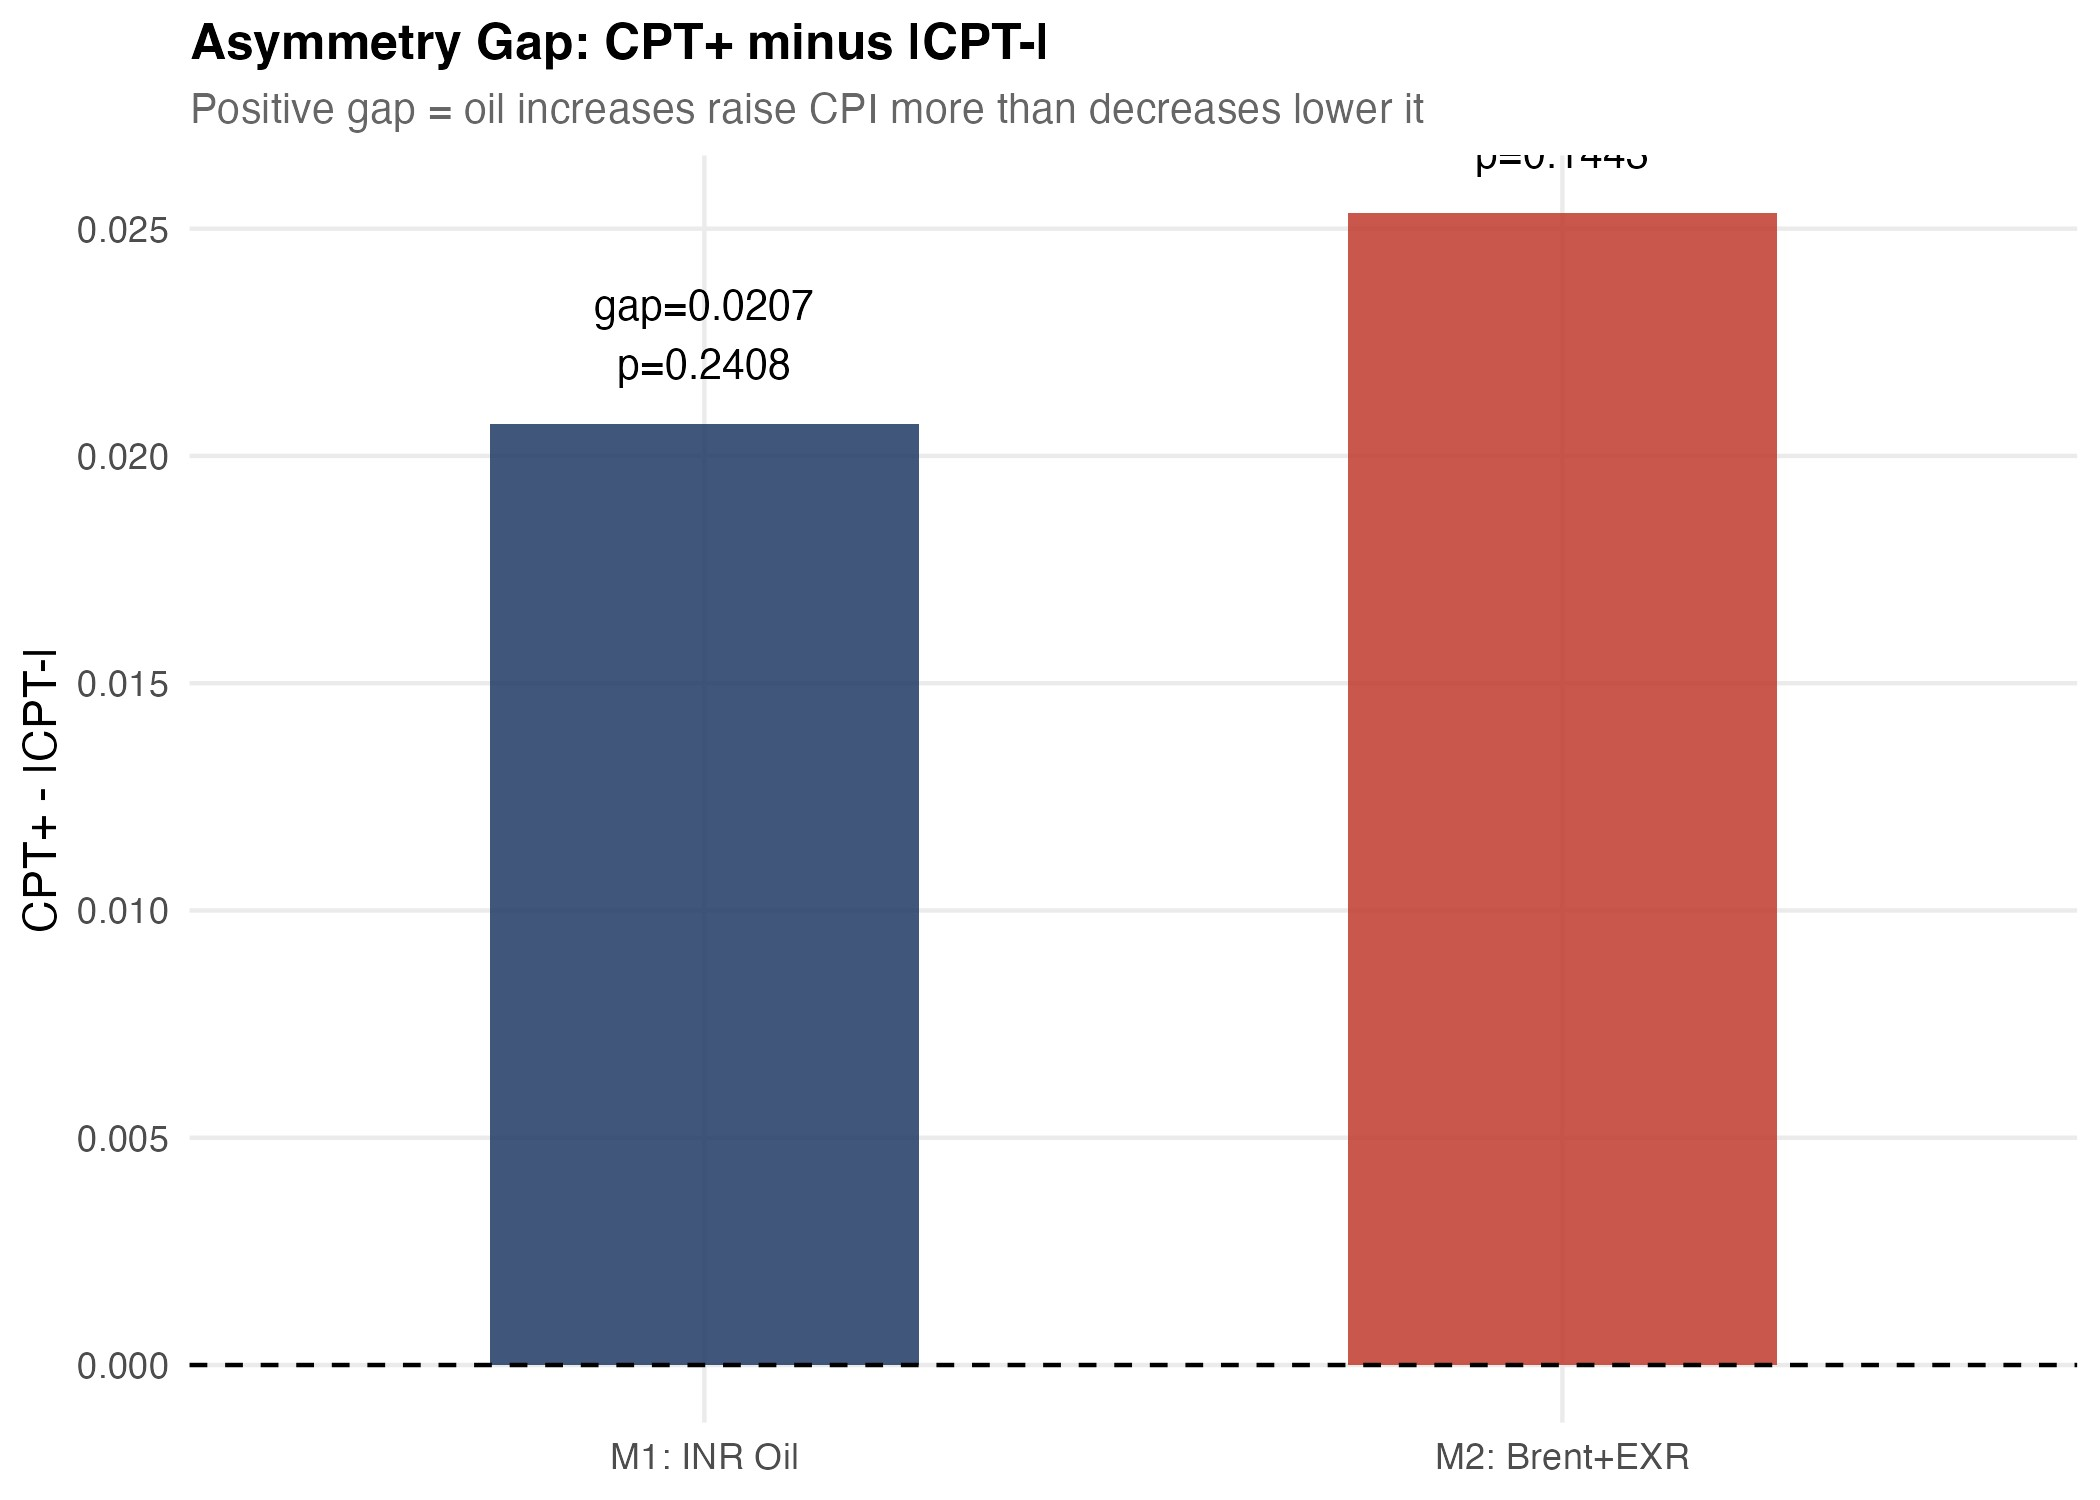 Asymmetry Gap: CPT+ minus |CPT-|
Positive gap = oil increases raise CPI more than decreases lower it
0.025
gap=0.0207
p=0.2408
0.020
0.015
0.010
0.005
0.000
CPT+ - |CPT-|
M1: INR Oil
M2: Brent+EXR